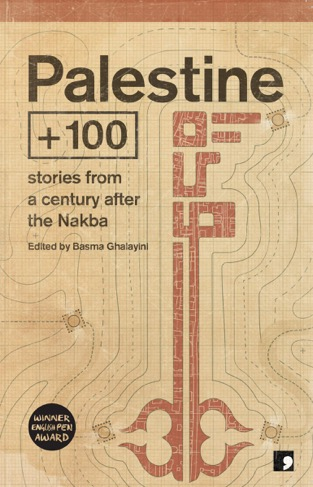 Palestine
+100
stories from
a century after
the Nakba
Edited by Basma Ghalayini
WINNER
ENGLISH PEN
AWARD